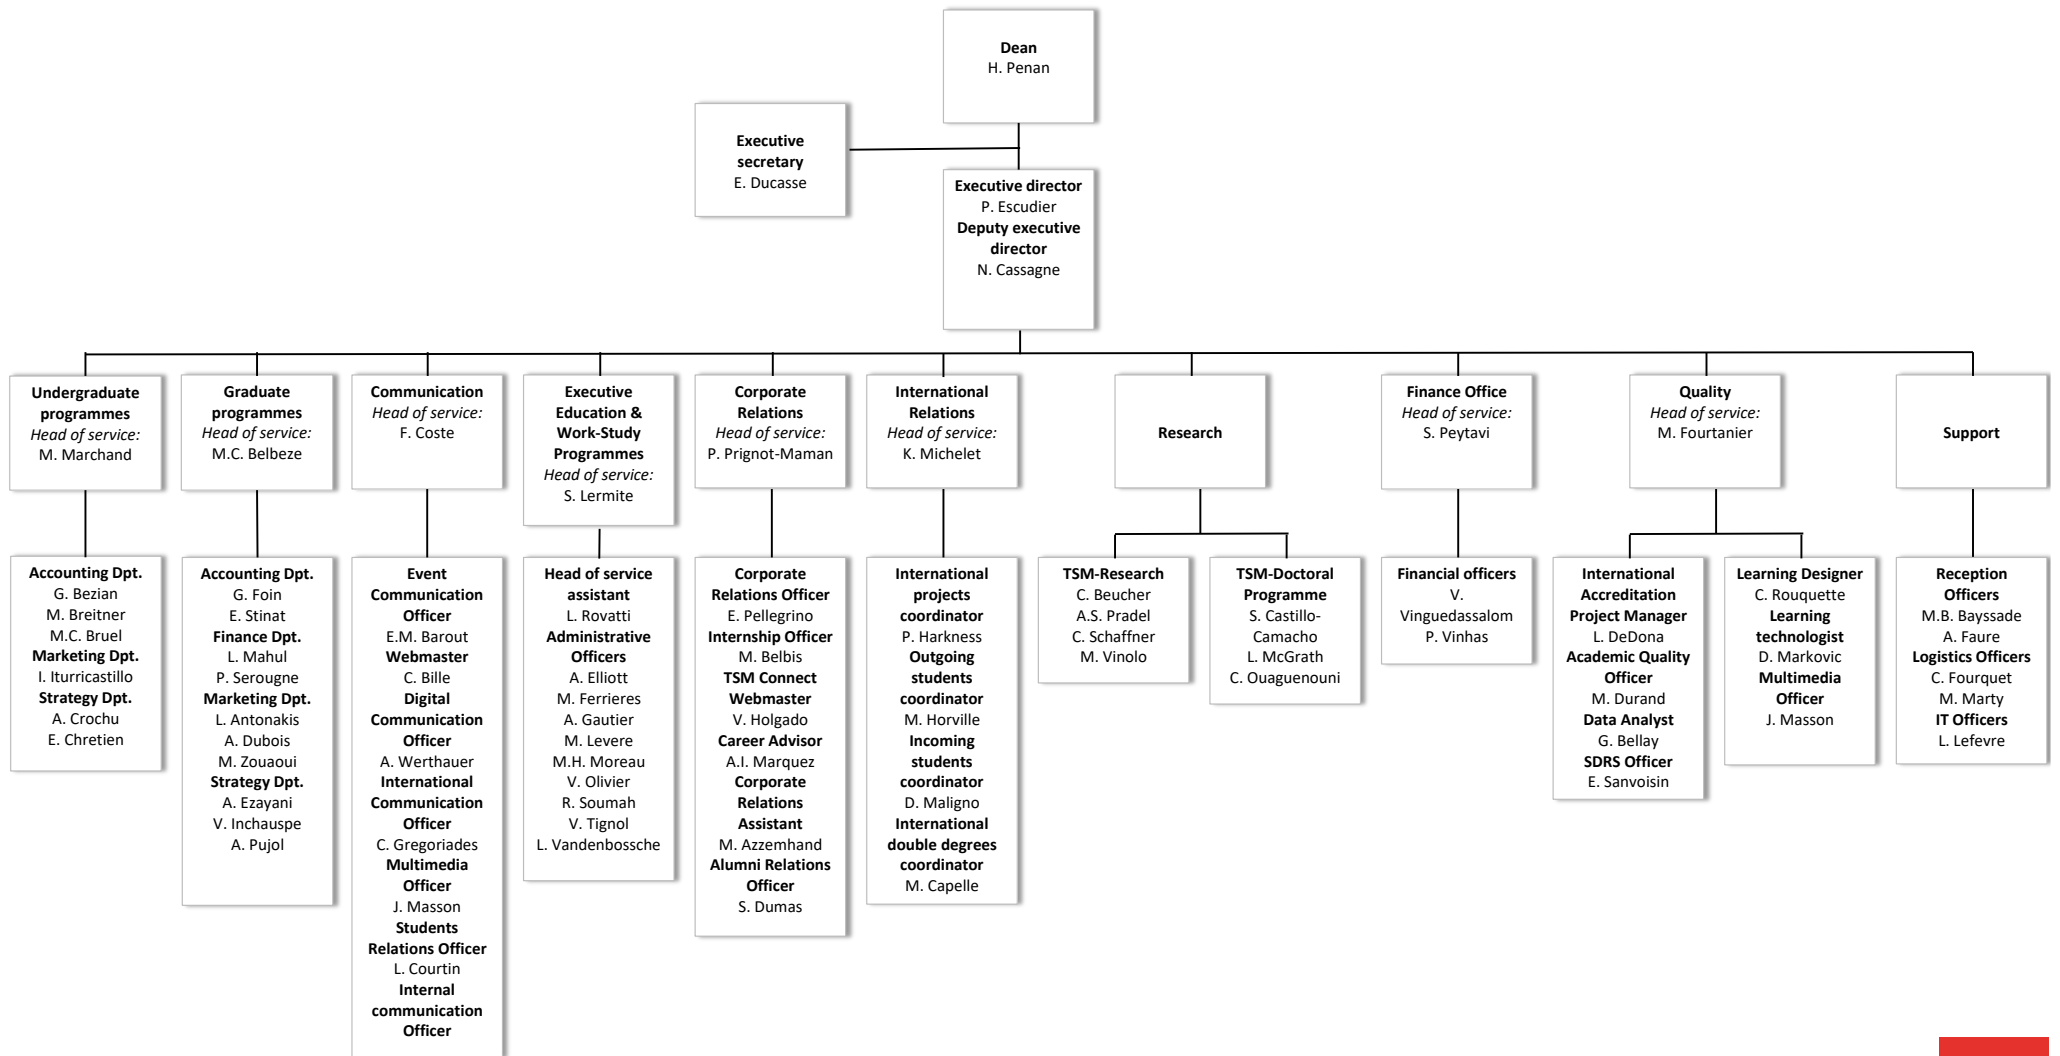 Dean
H. Penan
Executive
secretary
E. Ducasse
Executive director
P. Escudier
Deputy executive
director
N. Cassagne
Undergraduate
programmes
Head of service:
M. Marchand
Graduate
programmes
Head of service:
M.C. Belbeze
Communication
Head of service:
F. Coste
Executive
Education &
Work-Study
Programmes
Head of service:
S. Lermite
Corporate
Relations
Head of service:
P. Prignot-Maman
International
Relations
Head of service:
K. Michelet
Research
Finance Office
Head of service:
S. Peytavi
Quality
Head of service:
M. Fourtanier
Support
Accounting Dpt.
G. Bezian
M. Breitner
M.C. Bruel
Marketing Dpt.
I. Iturricastillo
Strategy Dpt.
A. Crochu
E. Chretien
Accounting Dpt.
G. Foin
E. Stinat
Finance Dpt.
L. Mahul
P. Serougne
Marketing Dpt.
L. Antonakis
A. Dubois
M. Zouaoui
Strategy Dpt.
A. Ezayani
V. Inchauspe
A. Pujol
Event
Communication
Officer
E.M. Barout
Webmaster
C. Bille
Digital
Communication
Officer
A. Werthauer
International
Communication
Officer
C. Gregoriades
Multimedia
Officer
J. Masson
Students
Relations Officer
L. Courtin
Internal
communication
Officer
Head of service
assistant
L. Rovatti
Administrative
Officers
A. Elliott
M. Ferrieres
A. Gautier
M. Levere
M.H. Moreau
V. Olivier
R. Soumah
V. Tignol
L. Vandenbossche
Corporate
Relations Officer
E. Pellegrino
Internship Officer
M. Belbis
TSM Connect
Webmaster
V. Holgado
Career Advisor
A.I. Marquez
Corporate
Relations
Assistant
M. Azzemhand
Alumni Relations
Officer
S. Dumas
International
projects
coordinator
P. Harkness
Outgoing
students
coordinator
M. Horville
Incoming
students
coordinator
D. Maligno
International
double degrees
coordinator
M. Capelle
TSM-Research
C. Beucher
A.S. Pradel
C. Schaffner
M. Vinolo
TSM-Doctoral
Programme
S. Castillo-
Camacho
L. McGrath
C. Ouaguenouni
Financial officers
V.
Vinguedassalom
P. Vinhas
International
Accreditation
Project Manager
L. DeDona
Academic Quality
Officer
M. Durand
Data Analyst
G. Bellay
SDRS Officer
E. Sanvoisin
Learning Designer
C. Rouquette
Learning
technologist
D. Markovic
Multimedia
Officer
J. Masson
Reception
Officers
M.B. Bayssade
A. Faure
Logistics Officers
C. Fourquet
M. Marty
IT Officers
L. Lefevre